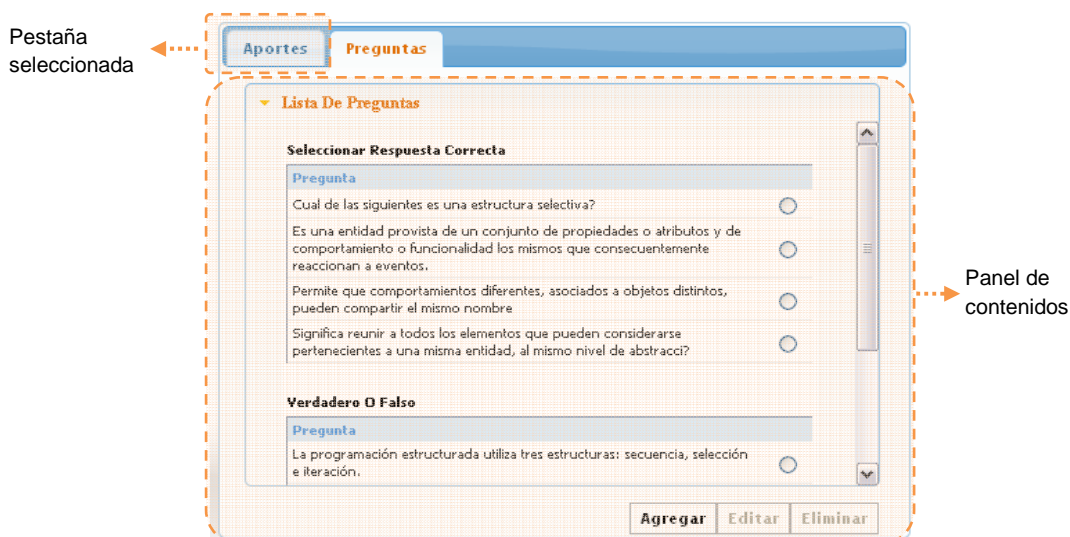 Pestaña
seleccionada
Aportes
Preguntas
Lista De Preguntas
Seleccionar Respuesta Correcta
Pregunta
Cual de las siguientes es una estructura selectiva?
Es una entidad provista de un conjunto de propiedades o atributos y de
comportamiento o funcionalidad los mismos que consecuentemente
reaccionan a eventos.
Permite que comportamientos diferentes, asociados a objetos distintos,
pueden compartir el mismo nombre
Significa reunir a todos los elementos que pueden considerarse
pertenecientes a una misma entidad, al mismo nivel de abstracci?
Verdadero O Falso
Pregunta
La programación estructurada utiliza tres estructuras: secuencia, selección
e iteración.
Agregar
Editar
Eliminar
Panel de
contenidos